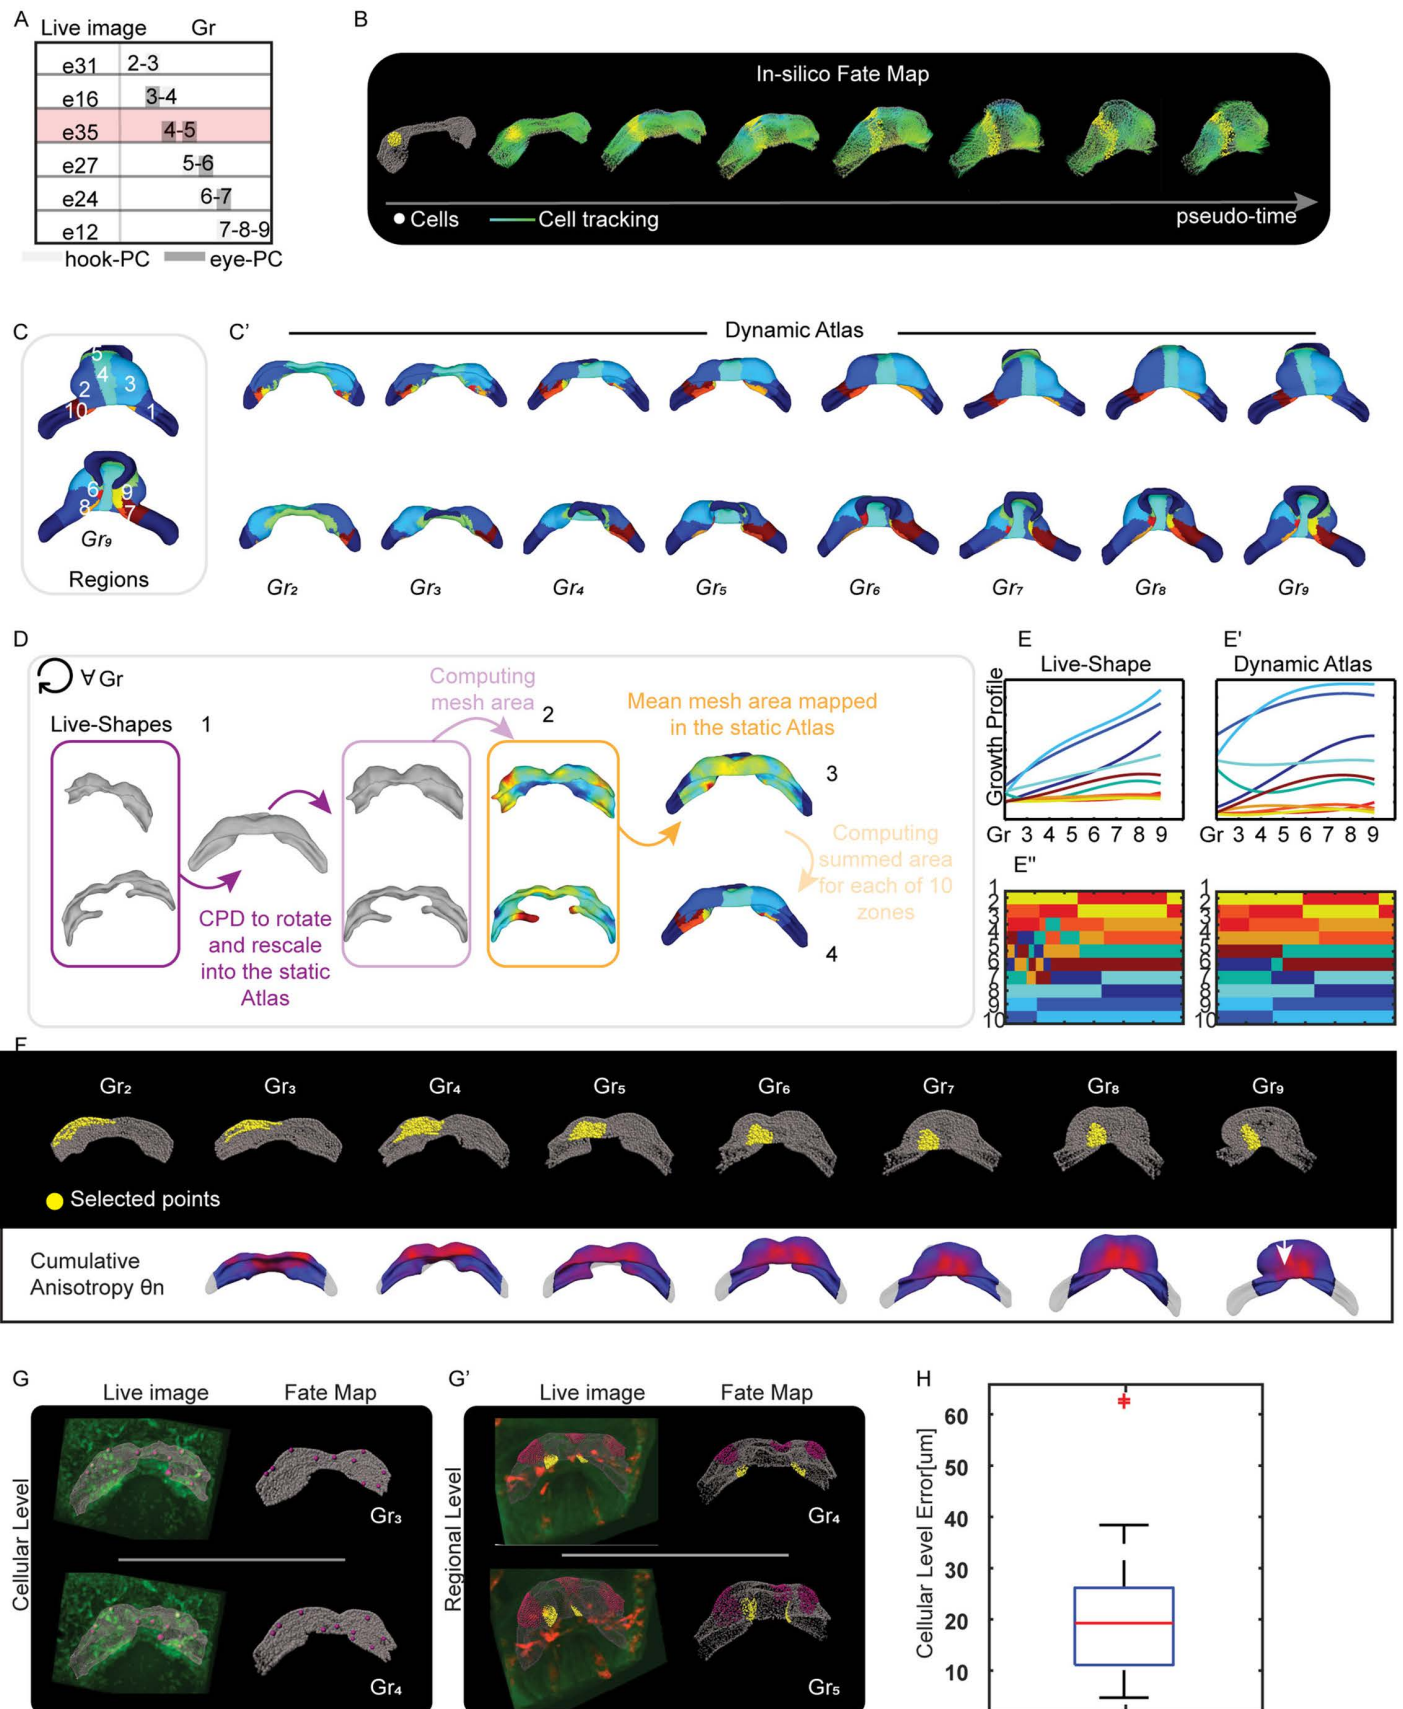 A
Live image Gr
e31 2-3
e16 3-4
e35 4-5
e27 5-6
e24 6-7
e12 7-8-9
hook-PC eye-PC
B
In-silico Fate Map
Cells Cell tracking pseudo-time
C
5
4
2 3
10 1
6 9
8 7
Gr₉
Regions
C’
Dynamic Atlas
Gr₂ Gr₃ Gr₄ Gr₅ Gr₆ Gr₇ Gr₈ Gr₉
D
∀ Gr
Live-Shapes 1
Computing
mesh area
2
Mean mesh area mapped
in the static Atlas
3
CPD to rotate
and rescale
into the static
Atlas
Computing
summed area
for each of 10
zones
4
E
Live-Shape
Growth Profile
Gr 3 4 5 6 7 8 9
E'
Dynamic Atlas
Gr 3 4 5 6 7 8 9
E"
1
2
3
4
5
6
7
8
9
10
1
2
3
4
5
6
7
8
9
10
F
Gr₂ Gr₃ Gr₄ Gr₅ Gr₆ Gr₇ Gr₈ Gr₉
Selected points
Cumulative
Anisotropy θn
G
Live image Fate Map
Cellular Level
Gr₃
Gr₄
G’
Live image Fate Map
Regional Level
Gr₄
Gr₅
H
Cellular Level Error[um]
60
50
40
30
20
10